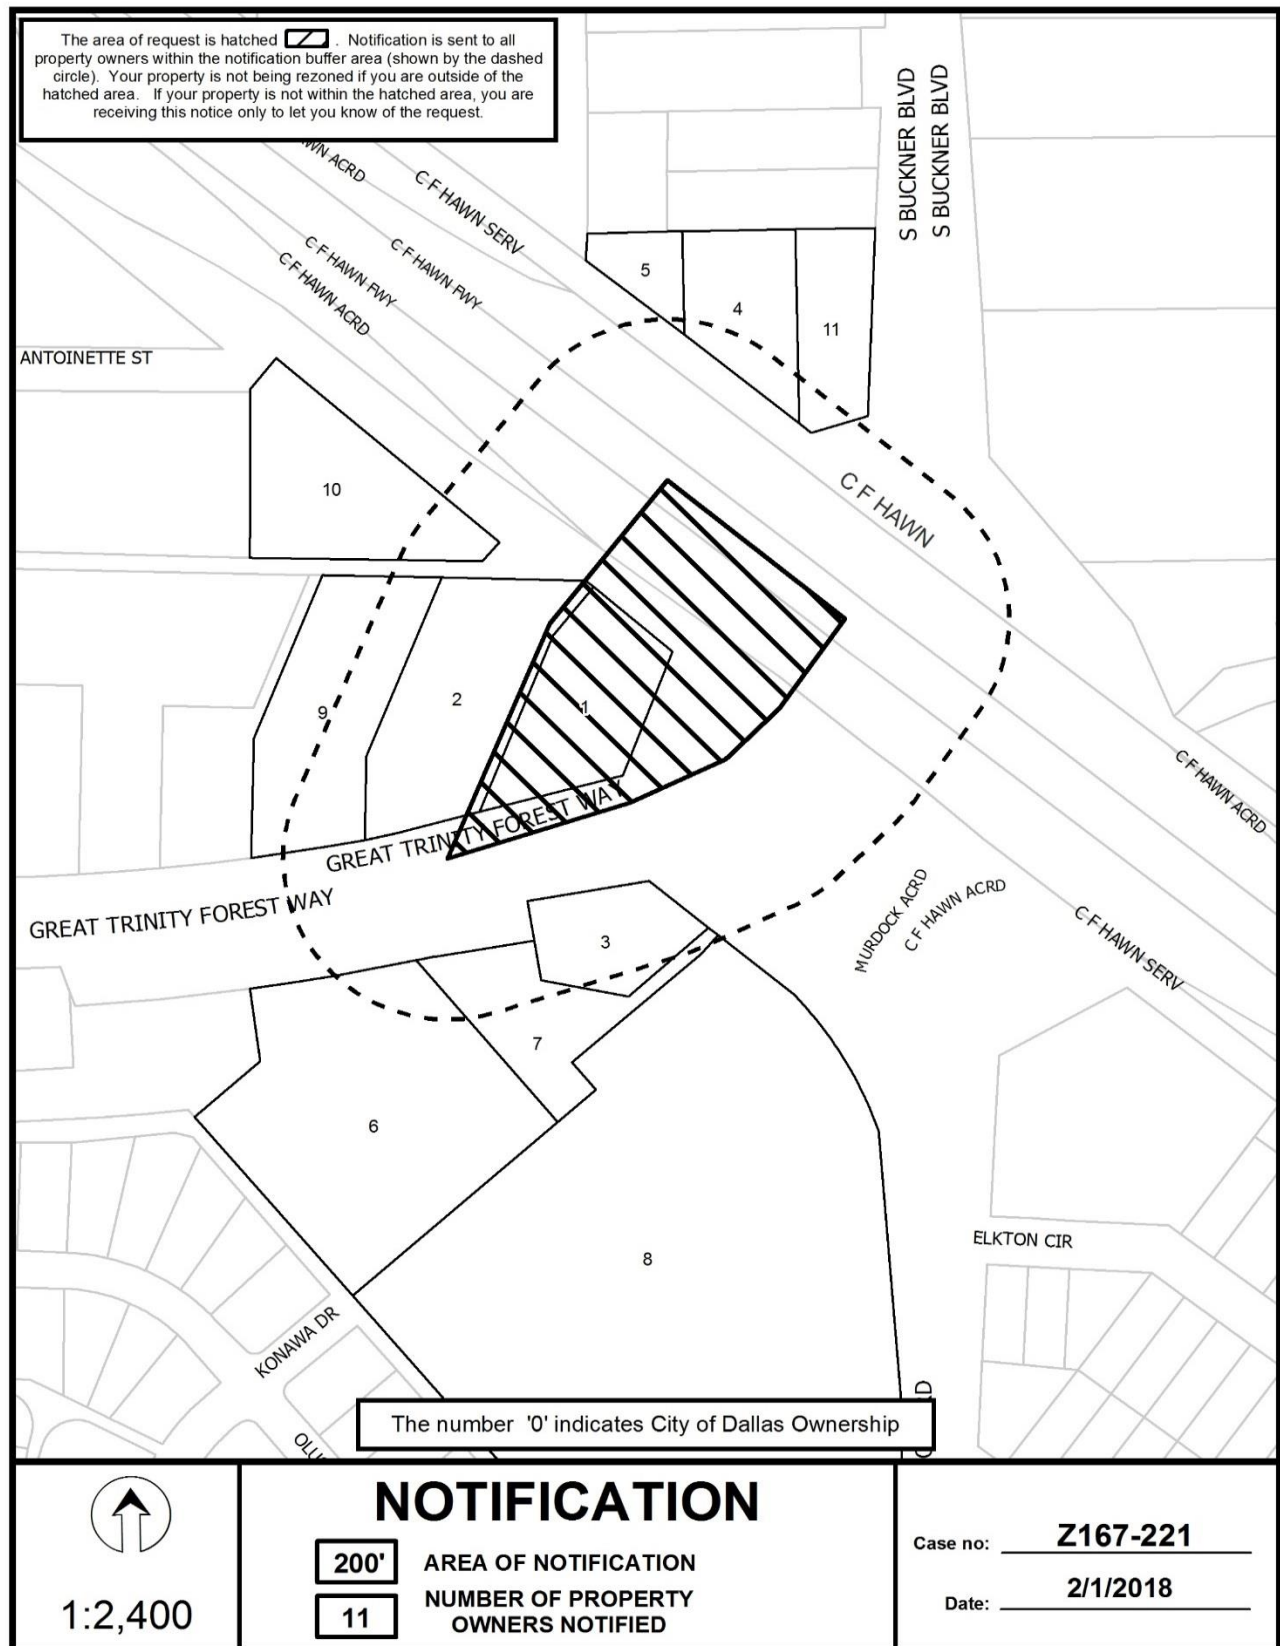 The area of request is hatched . Notification is sent to all
property owners within the notification buffer area (shown by the dashed
circle). Your property is not being rezoned if you are outside of the
hatched area. If your property is not within the hatched area, you are
receiving this notice only to let you know of the request.
S BUCKNER BLVD
S BUCKNER BLVD
WN ACRD
C F HAWN SERV
C F HAWN FWY
C F HAWN FWY
C F HAWN ACRD
5
4
11
ANTOINETTE ST
10
C F HAWN
9
2
1
GREAT TRINITY FOREST WAY
GREAT TRINITY FOREST WAY
C F HAWN ACRD
3
MURDOCK ACRD
C F HAWN ACRD
C F HAWN SERV
7
6
8
ELKTON CIR
KONAWA DR
The number '0' indicates City of Dallas Ownership
NOTIFICATION
200' AREA OF NOTIFICATION
11 NUMBER OF PROPERTY
OWNERS NOTIFIED
1:2,400
Case no: Z167-221
Date: 2/1/2018